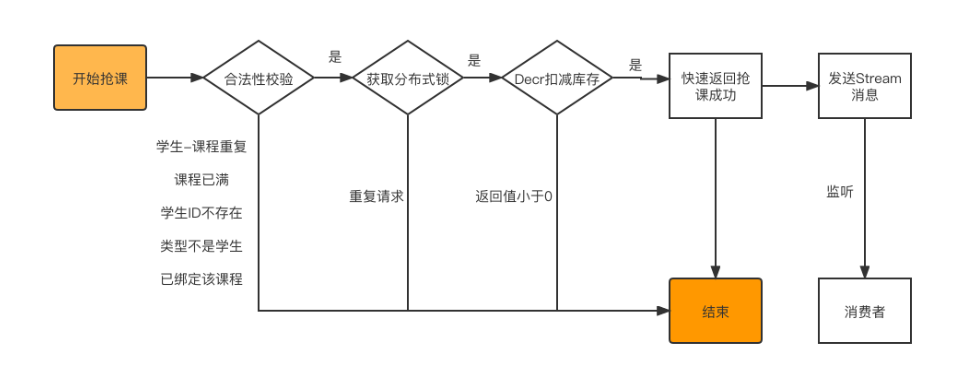 开始抢课
合法性校验
是
获取分布式锁
是
Decr扣减库存
是
快速返回抢
课成功
发送Stream
消息
学生-课程重复
课程已满
学生ID不存在
类型不是学生
已绑定该课程
重复请求
返回值小于0
监听
结束
消费者